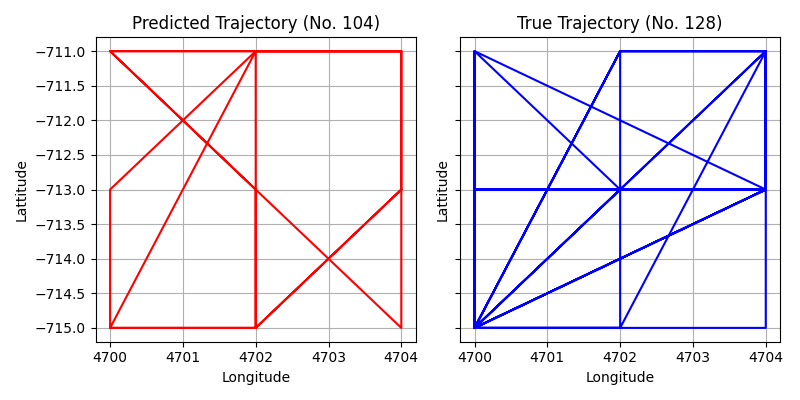 Predicted Trajectory (No. 104)
True Trajectory (No. 128)
−711.0
−711.5
−712.0
−712.5
−713.0
−713.5
−714.0
−714.5
−715.0
Lattitude
Lattitude
4700 4701 4702 4703 4704
4700 4701 4702 4703 4704
Longitude
Longitude